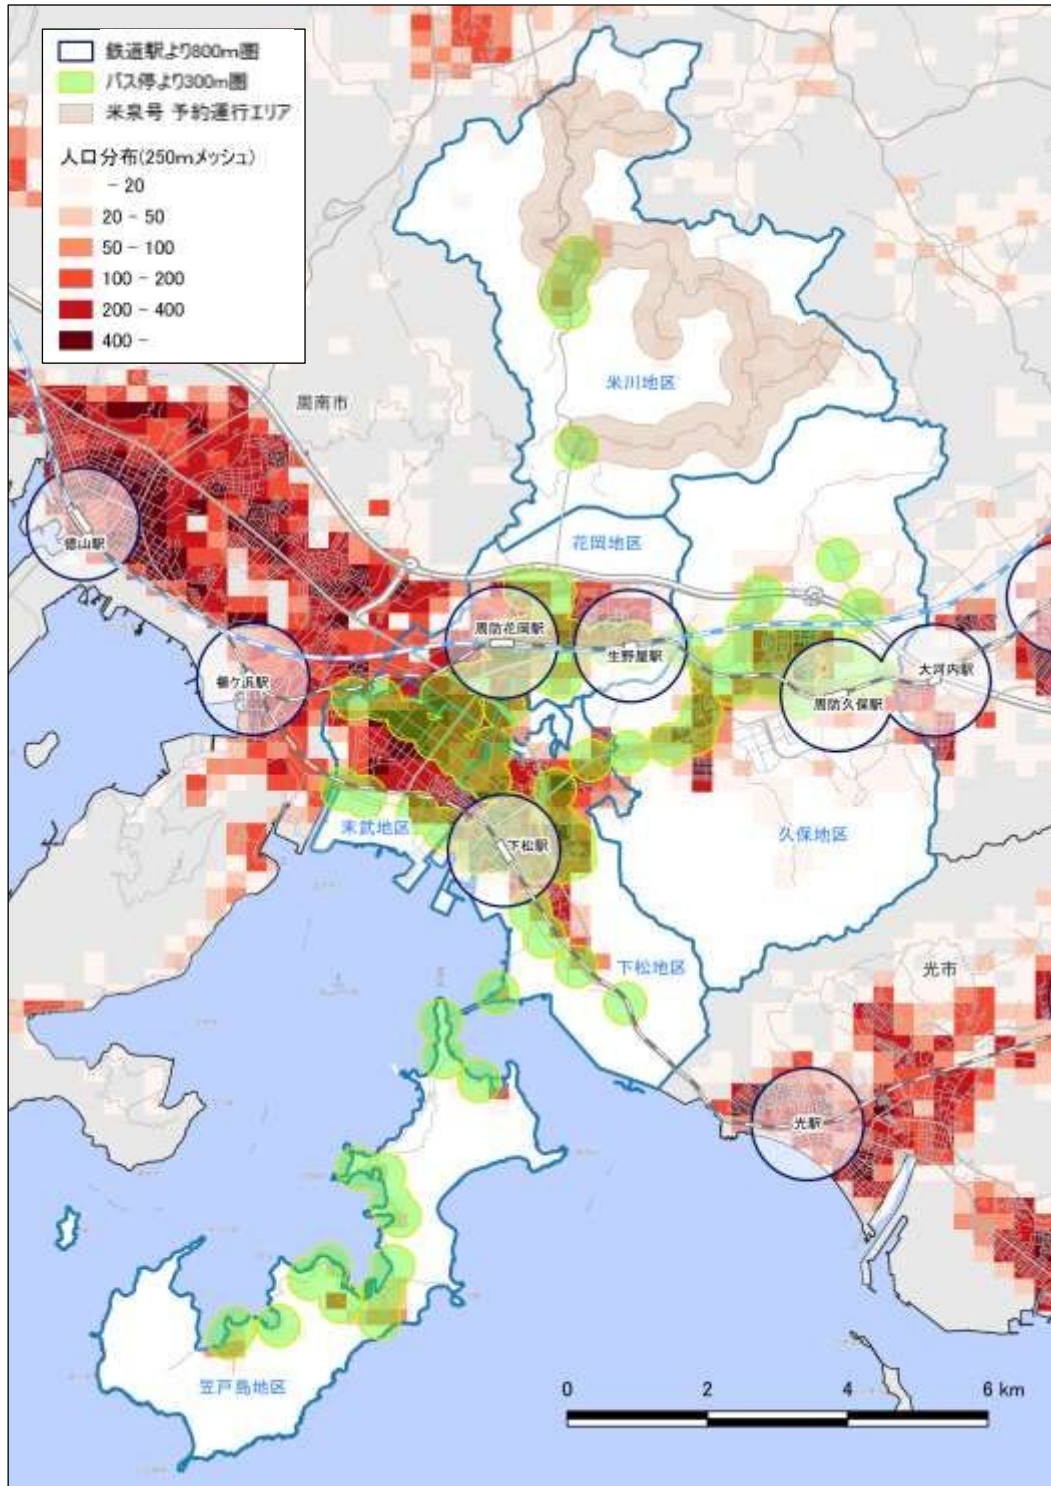 鉄道駅より800m圏
バス停より300m圏
米泉号 予約運行エリア
人口分布(250mメッシュ)
- 20
20 - 50
50 - 100
100 - 200
200 - 400
400 -
米川地区
周南市
徳山駅
花岡地区
周防花岡駅
生野屋駅
大河内駅
櫛ケ浜駅
周防久保駅
末武地区
久保地区
下松駅
下松地区
光市
光駅
笠戸島地区
0 2 4 6 km